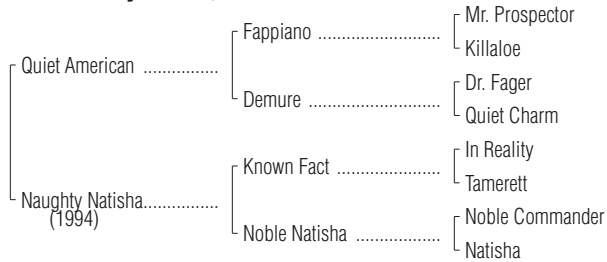 Mr. Prospector
Fappiano ..........................
Killaloe
Quiet American ................
Dr. Fager
Demure ............................
Quiet Charm
In Reality
Known Fact ......................
Tamerett
Naughty Natisha................
(1994)
Noble Commander
Noble Natisha ..................
Natisha